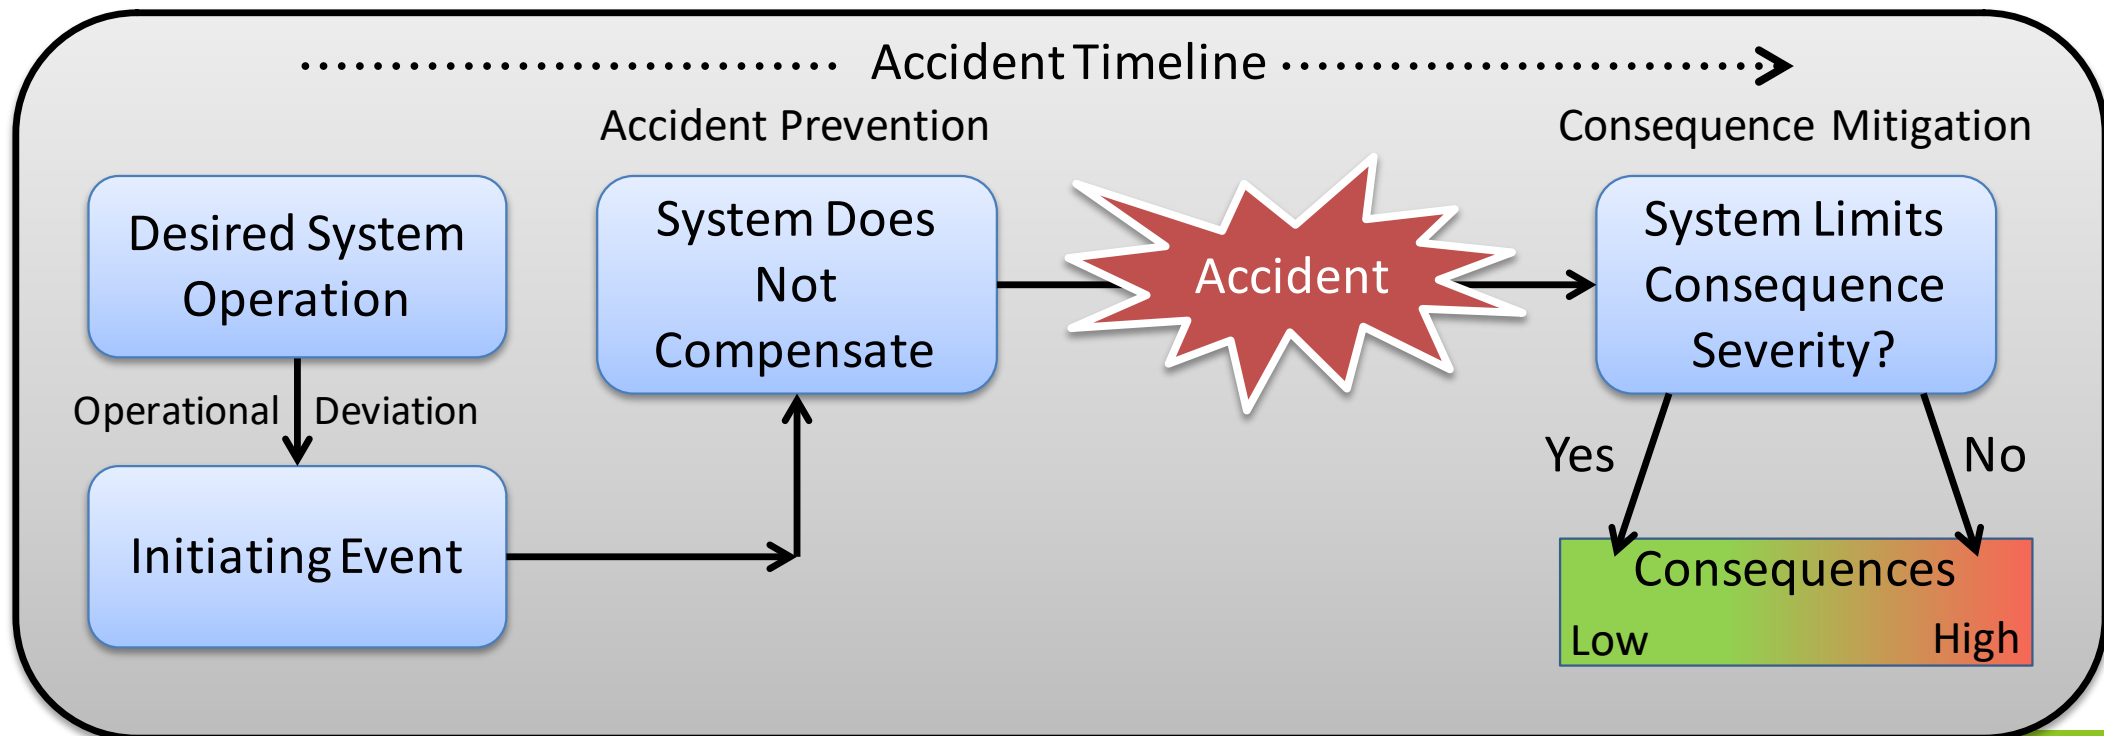 Accident Timeline
Accident Prevention
Consequence Mitigation
Desired System
Operation
Operational Deviation
Initiating Event
System Does
Not
Compensate
Accident
System Limits
Consequence
Severity?
Yes
No
Consequences
Low
High